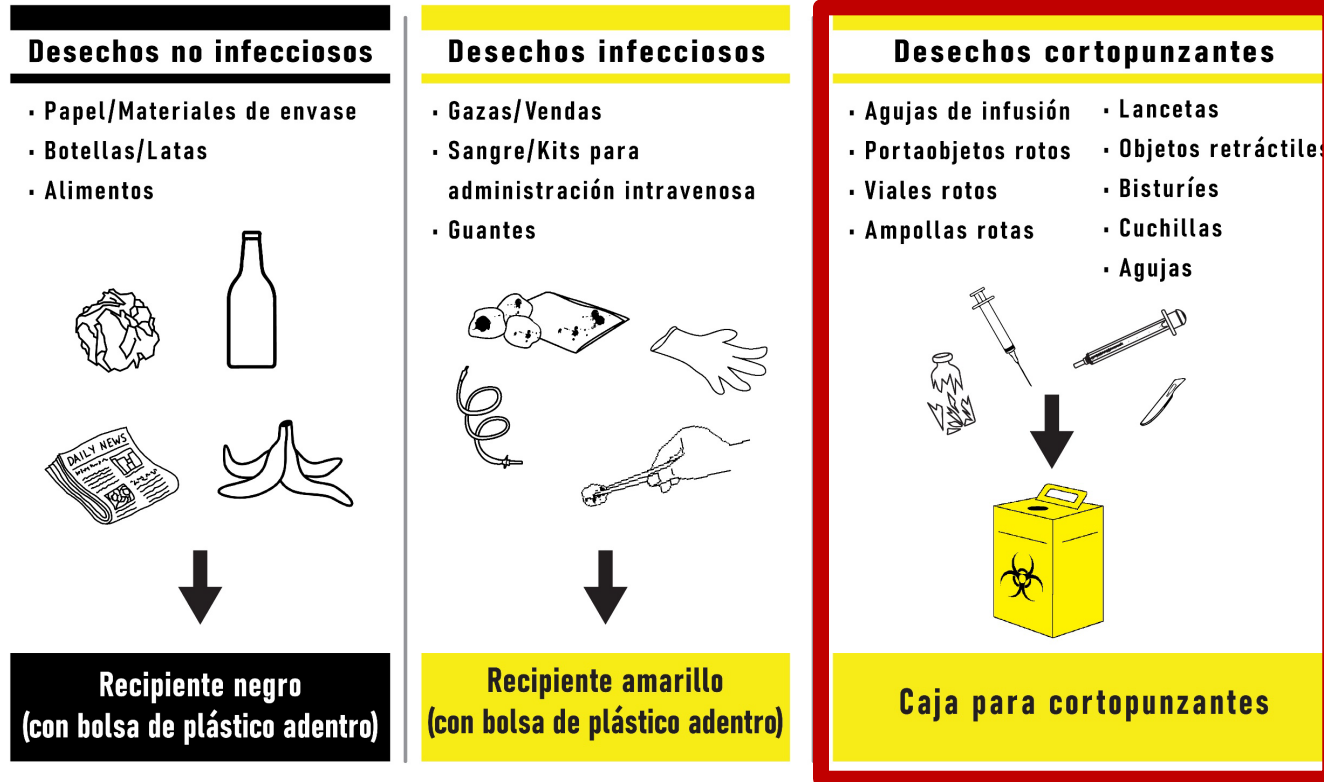 Desechos no infecciosos
· Papel/Materiales de envase
· Botellas/Latas
· Alimentos
DAILY NEWS
Recipiente negro
(con bolsa de plástico adentro)
Desechos infecciosos
· Gazas/Vendas
· Sangre/Kits para
administración intravenosa
· Guantes
Recipiente amarillo
(con bolsa de plástico adentro)
Desechos cortopunzantes
· Agujas de infusión
· Portaobjetos rotos
· Viales rotos
· Ampollas rotas
· Lancetas
· Objetos retráctiles
· Bisturíes
· Cuchillas
· Agujas
Caja para cortopunzantes